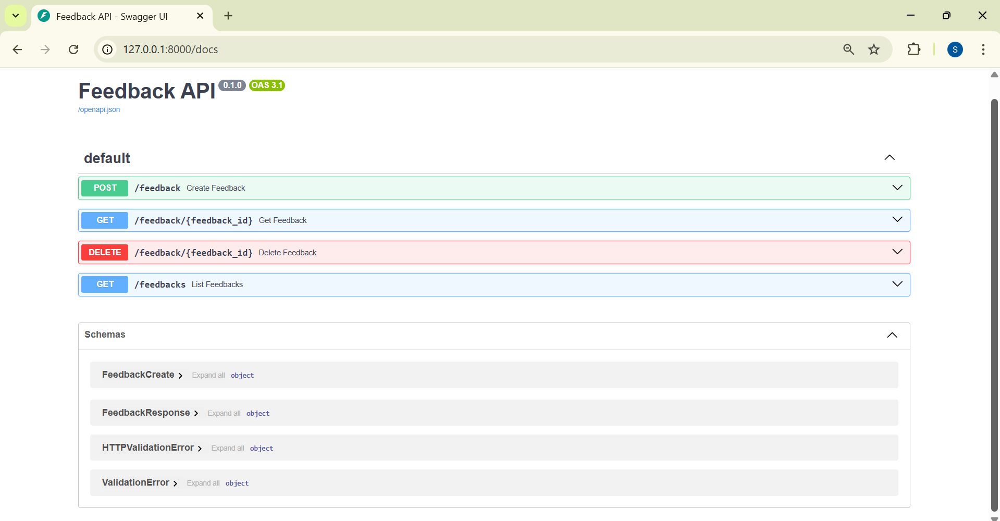 Feedback API - Swagger UI
127.0.0.1:8000/docs
S
Feedback API 0.1.0 OAS 3.1
/openapi.json
default
POST /feedback Create Feedback
GET /feedback/{feedback_id} Get Feedback
DELETE /feedback/{feedback_id} Delete Feedback
GET /feedbacks List Feedbacks
Schemas
FeedbackCreate Expand all object
FeedbackResponse Expand all object
HTTPValidationError Expand all object
ValidationError Expand all object